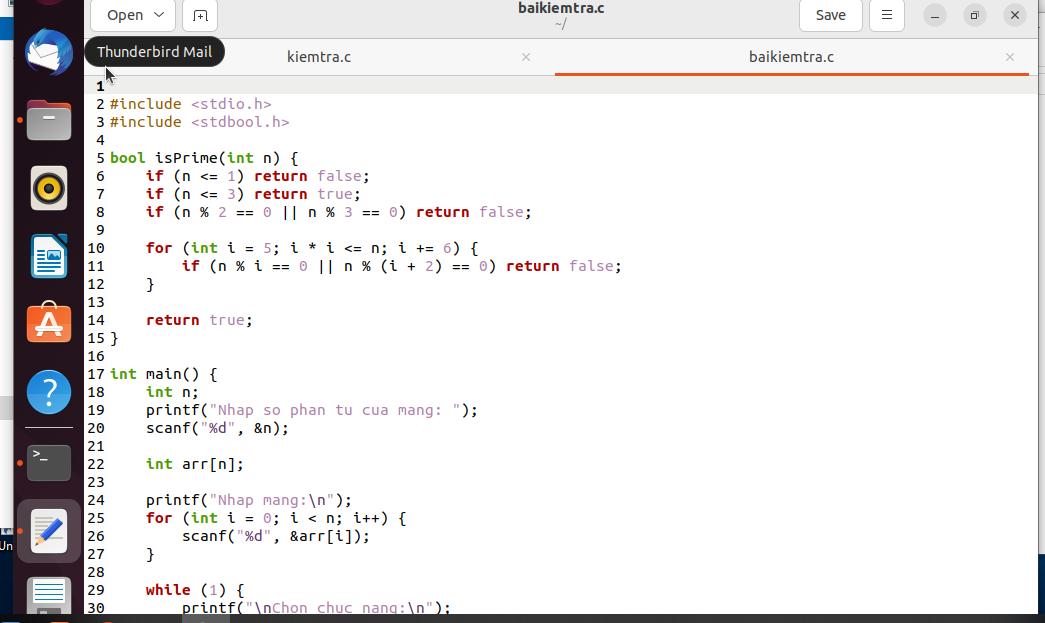 Open
baikiemtra.c
~/
Save
Thunderbird Mail
kiemtra.c
baikiemtra.c
1
2 #include <stdio.h>
3 #include <stdbool.h>
4
5 bool isPrime(int n) {
6     if (n <= 1) return false;
7     if (n <= 3) return true;
8     if (n % 2 == 0 || n % 3 == 0) return false;
9
10     for (int i = 5; i * i <= n; i += 6) {
11         if (n % i == 0 || n % (i + 2) == 0) return false;
12     }
13
14     return true;
15 }
16
17 int main() {
18     int n;
19     printf("Nhap so phan tu cua mang: ");
20     scanf("%d", &n);
21
22     int arr[n];
23
24     printf("Nhap mang:\n");
25     for (int i = 0; i < n; i++) {
26         scanf("%d", &arr[i]);
27     }
28
29     while (1) {
30         printf("\nChon chuc nang:\n");
>_
?
Un